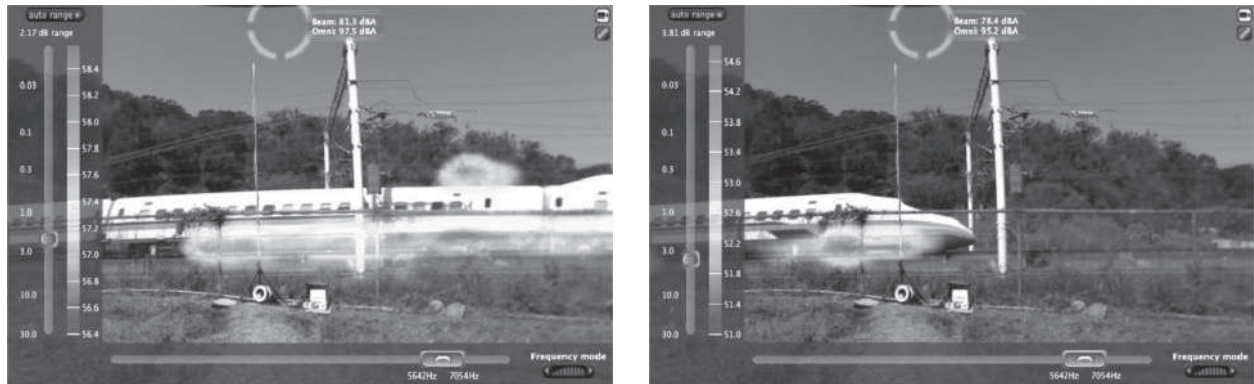 auto range
2.17 dB range
Beam: 81.3 dBA
Omni: 97.5 dBA
58.4
0.03
58.2
58.0
0.1
57.8
0.3
57.6
57.4
1.0
57.2
3.0
57.0
56.8
10.0
56.6
30.0
56.4
Frequency mode
5642Hz
7054Hz
auto range
3.81 dB range
Beam: 78.4 dBA
Omni: 95.2 dBA
54.6
0.03
54.2
53.8
0.1
53.4
0.3
53.0
1.0
52.6
52.2
3.0
51.8
10.0
51.4
30.0
51.0
Frequency mode
5642Hz
7054Hz